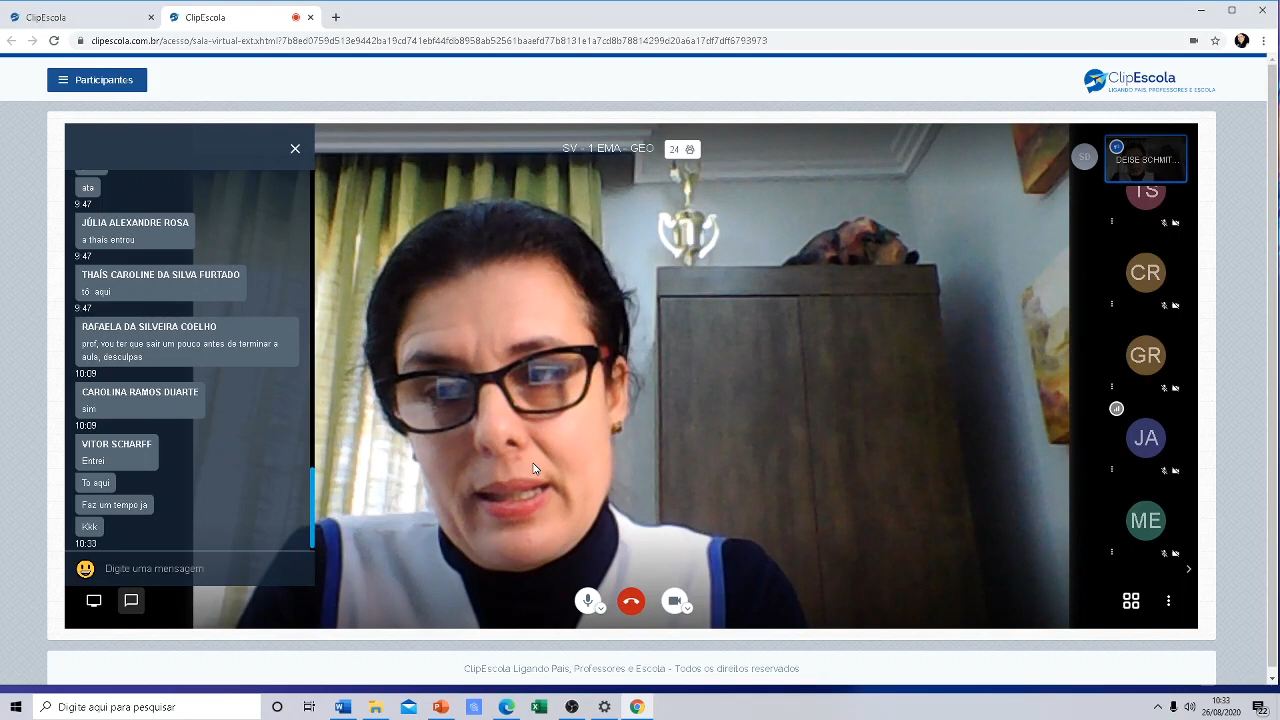 ClipEscola
ClipEscola
clipescola.com.br/acesso/sala-virtual-ext.xhtml?7b8ed0759d513e9442ba19cd741ebf44fdb8958ab52561baaefd77b8131e1a7cd8b78814299d20a6a17df7dff6793973
Participantes
ClipEscola
LIGANDO PAIS, PROFESSORES E ESCOLA
SV - 1 EMA - GEO
24
SD
DEISE SCHMIT...
ata
9:47
JÚLIA ALEXANDRE ROSA
a thais entrou
9:47
THAÍS CAROLINE DA SILVA FURTADO
tô aqui
9:47
RAFAELA DA SILVEIRA COELHO
prof, vou ter que sair um pouco antes de terminar a
aula, desculpas
10:09
CAROLINA RAMOS DUARTE
sim
10:09
VITOR SCHARFF
Entrei
To aqui
Faz um tempo ja
Kkk
10:33
Digite uma mensagem
TS
CR
GR
JA
ME
ClipEscola Ligando Pais, Professores e Escola - Todos os direitos reservados
Digite aqui para pesquisar
10:33
26/08/2020
22